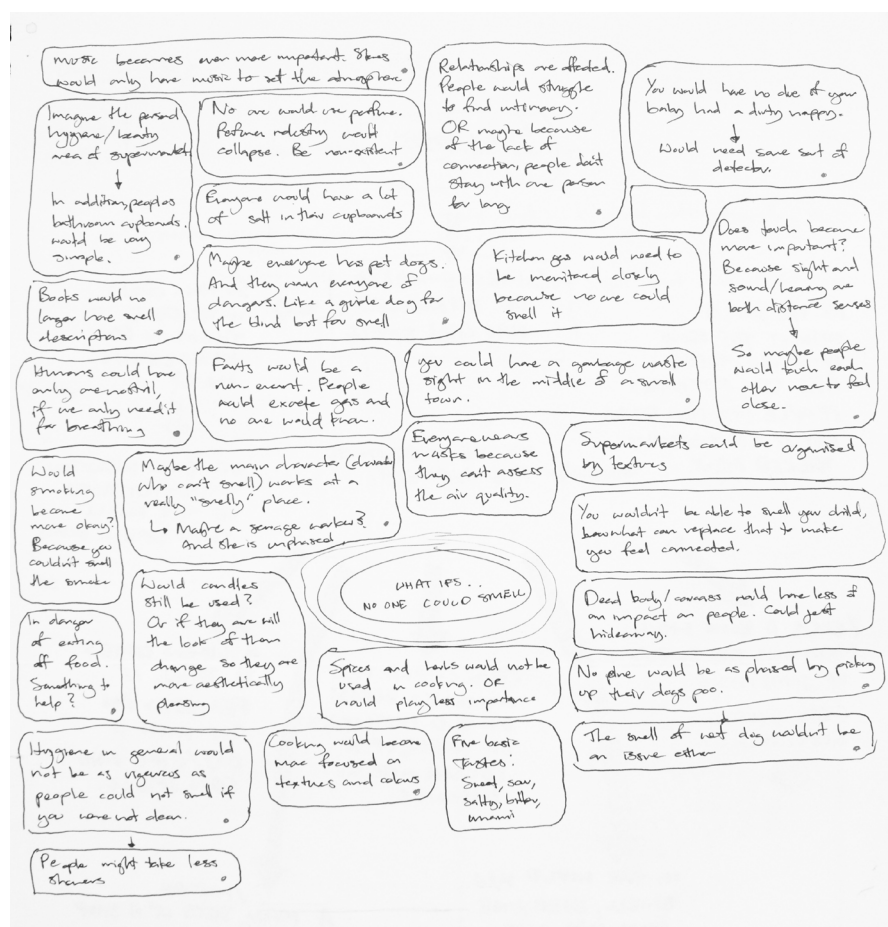 music becomes even more important. Stores
would only have music to set the atmosphere
Imagine the personal
hygiene/beauty
area of supermarkets
In addition, peoples
bathroom cupboards
would be very
simple.
No one would use perfume.
Perfume industry would
collapse. Be non-existent
Everyone would have a lot
of salt in their cupboards
Relationships are affected.
People would struggle
to find intimacy.
OR maybe because
of the lack of
connection, people don't
stay with one person
for long.
You would have no clue if your
baby had a dirty nappy.
Would need some sort of
detector.
Books would no
longer have smell
descriptions
Maybe everyone has pet dogs.
And they warn everyone of
dangers. Like a guide dog for
the blind but for smell
Kitchen gas would need to
be monitored closely
because no one could
smell it
Does touch become
more important?
Because sight and
sound/hearing are
both distance senses
So maybe people
would touch each
other more to feel
close.
Humans could have
only one nostril,
if we only need it
for breathing
Farts would be a
non-event. People
would excrete gas and
no one would know.
you could have a garbage waste
sight in the middle of a small
town.
Would
smoking
become
more okay?
Because you
couldn't smell
the smoke
Maybe the main character (character
who can't smell) works at a
really "smelly" place.
Maybe a sewage workers?
And she is unphased
Everyone wears
masks because
they can't assess
the air quality.
Supermarkets could be organised
by textures
You wouldn't be able to smell your child,
how/what can replace that to make
you feel connected.
WHAT IFS..
NO ONE COULD SMELL
Dead body/carcass would have less of
an impact on people. Could just
hideaway.
In danger
of eating
off food.
Something to
help?
Would candles
still be used?
Or if they are will
the look of them
change so they are
more aesthetically
pleasing
Spices and herbs would not be
used in cooking. OR
would play less importance
No one would be as phased by picking
up their dogs poo.
The smell of wet dog wouldn't be
an issue either
Hygiene in general would
not be as vigorous as
people could not smell if
you were not clean.
Cooking would become
more focused on
textures and colours
Five basic
tastes:
Sweet, sour,
salty, bitter,
umami
People might take less
showers